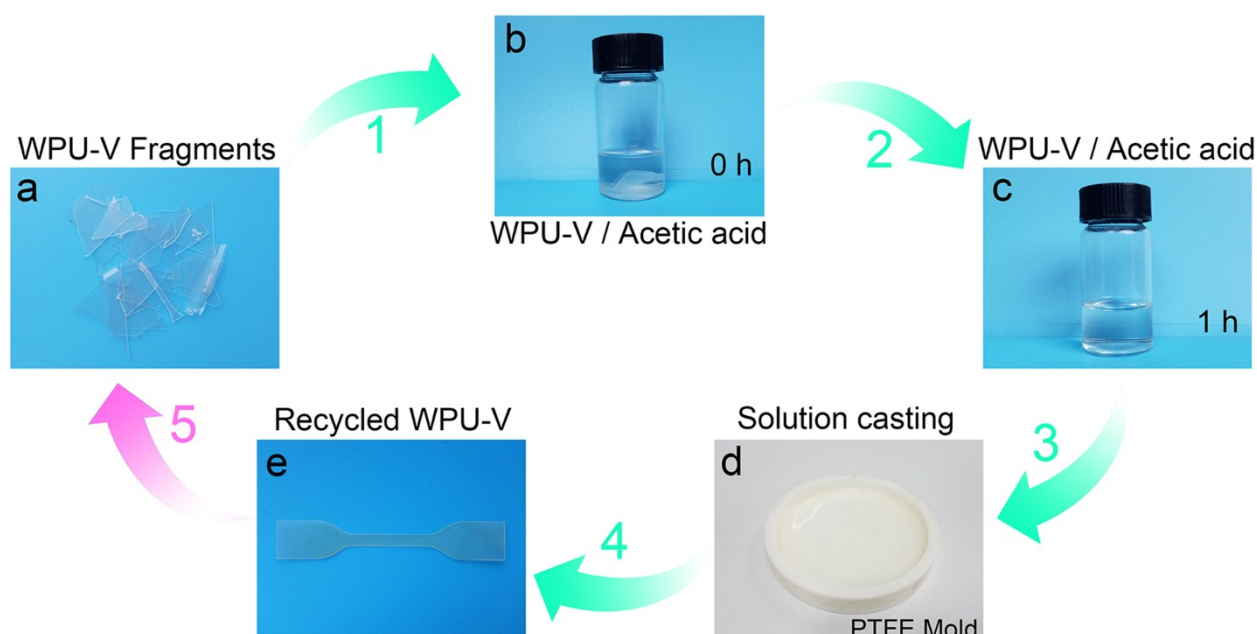 b
0 h
WPU-V / Acetic acid
1
2
WPU-V Fragments
a
WPU-V / Acetic acid
c
1 h
5
Recycled WPU-V
e
4
Solution casting
d
PTFE Mold
3